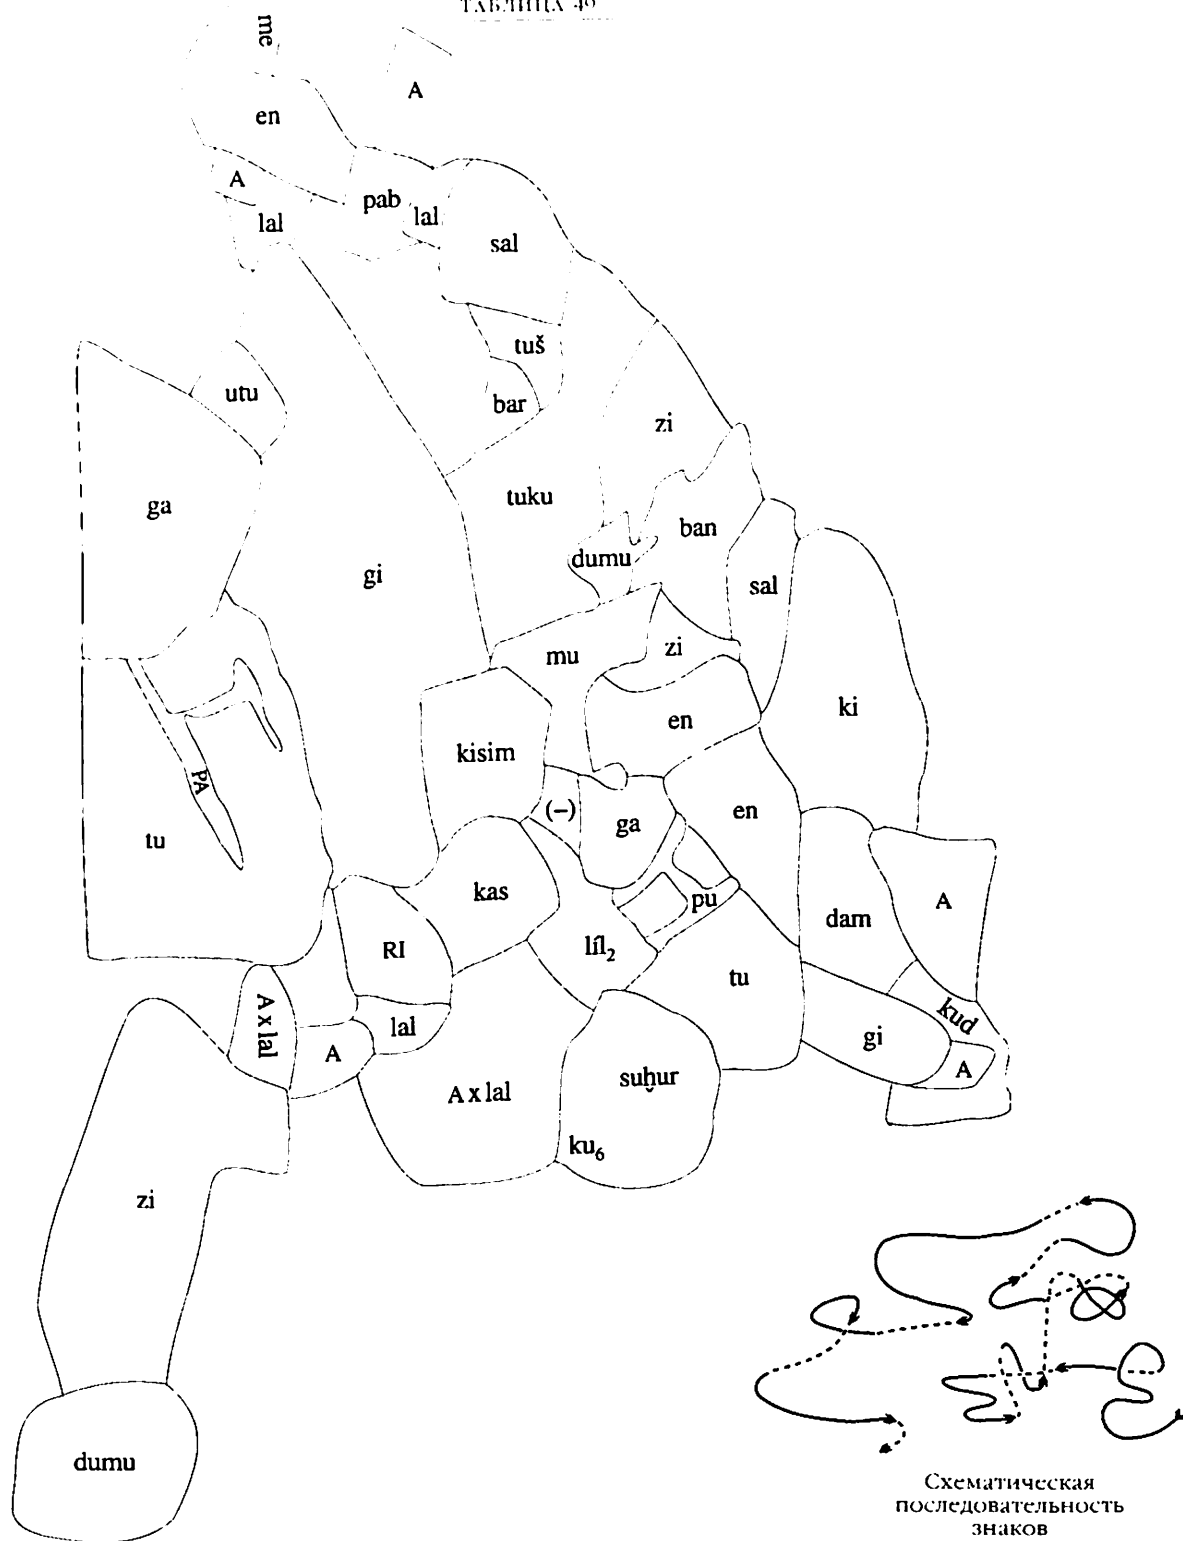 ТАБЛИЦА 49
me
A
en
A
pab
lal
lal
sal
tuš
utu
bar
zi
ga
tuku
ban
dumu
gi
sal
mu
zi
ki
en
kisim
PA
(–)
ga
en
tu
kas
pu
dam
A
RI
líl₂
tu
kud
A x lal
lal
gi
A
A
A x lal
suḫur
ku₆
zi
dumu
Схематическая
последовательность
знаков